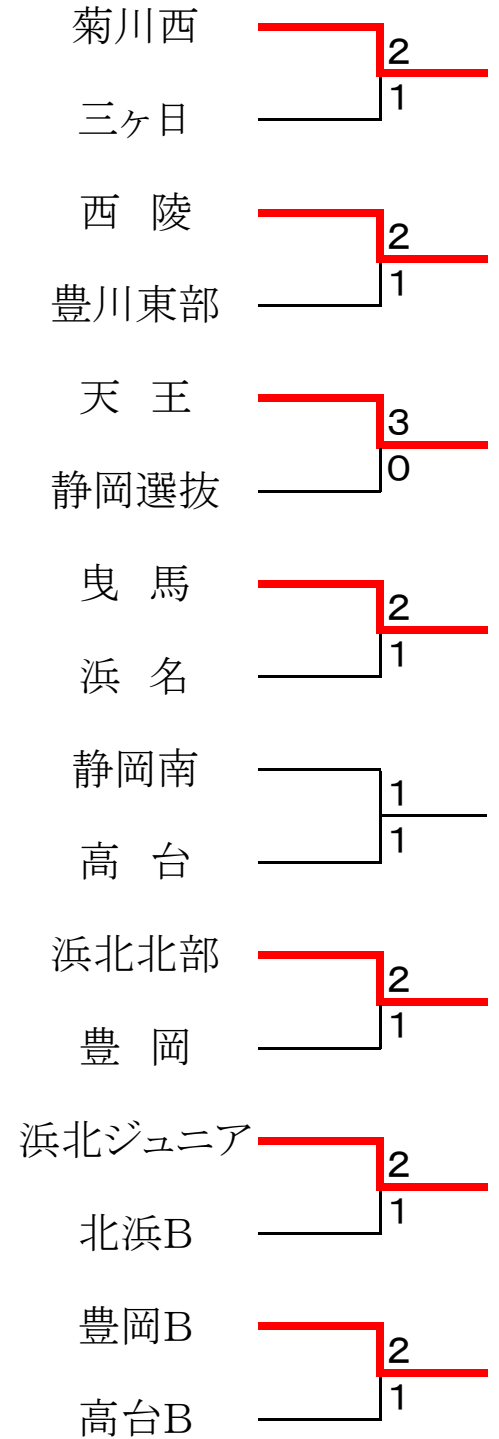 菊川西
2
1
三ヶ日
西 陵
2
1
豊川東部
天 王
3
0
静岡選抜
曳 馬
2
1
浜 名
静岡南
1
1
高 台
浜北北部
2
1
豊 岡
浜北ジュニア
2
1
北浜B
豊岡B
2
1
高台B